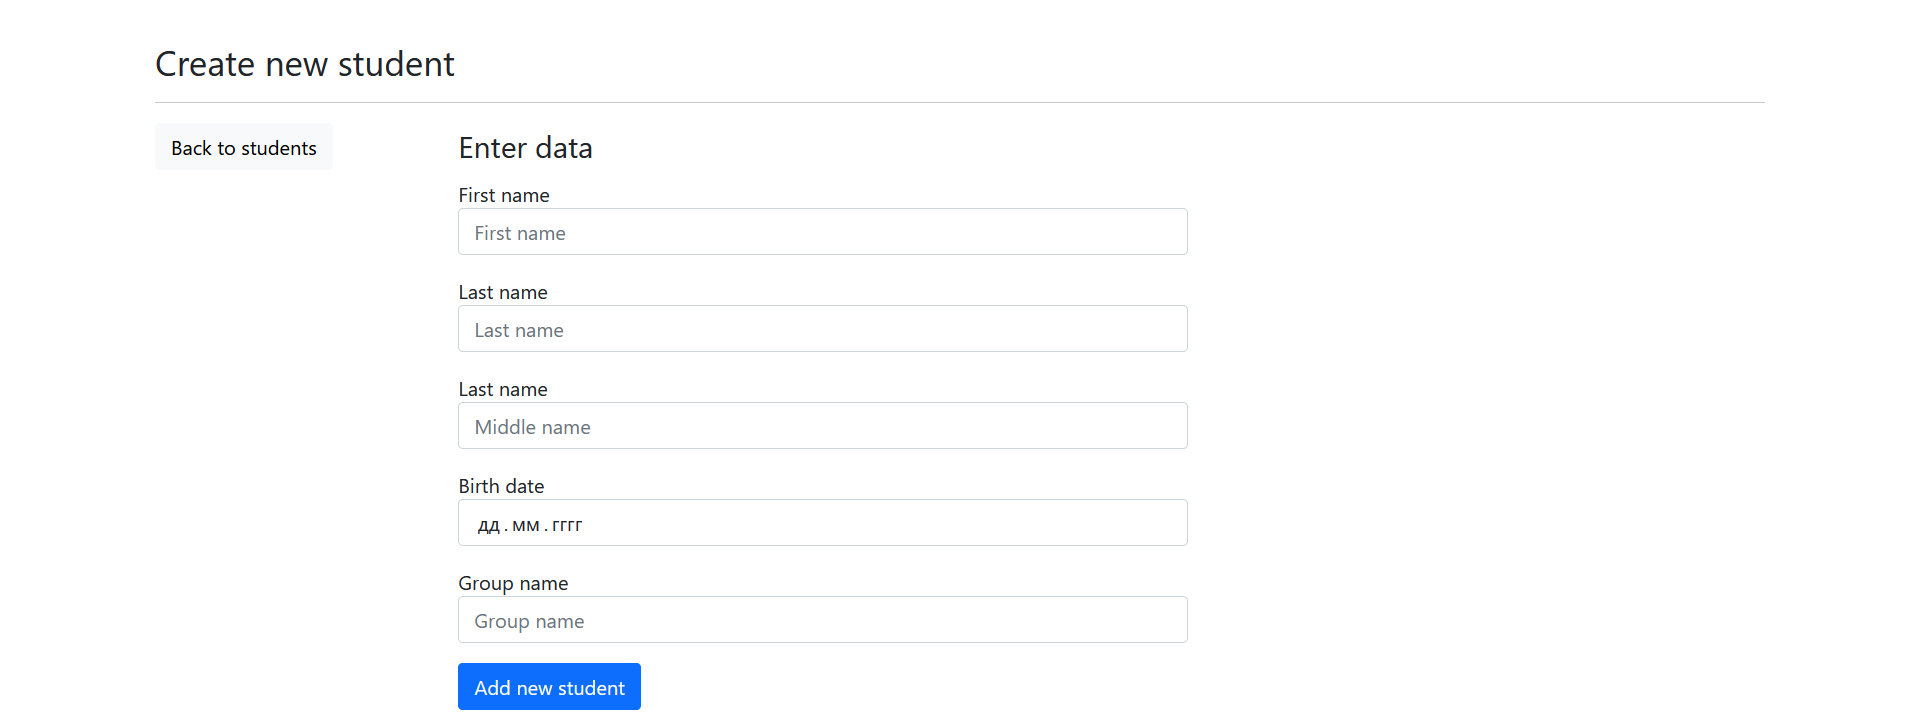 Create new student
Back to students
Enter data
First name
First name
Last name
Last name
Last name
Middle name
Birth date
дд.мм.гггг
Group name
Group name
Add new student